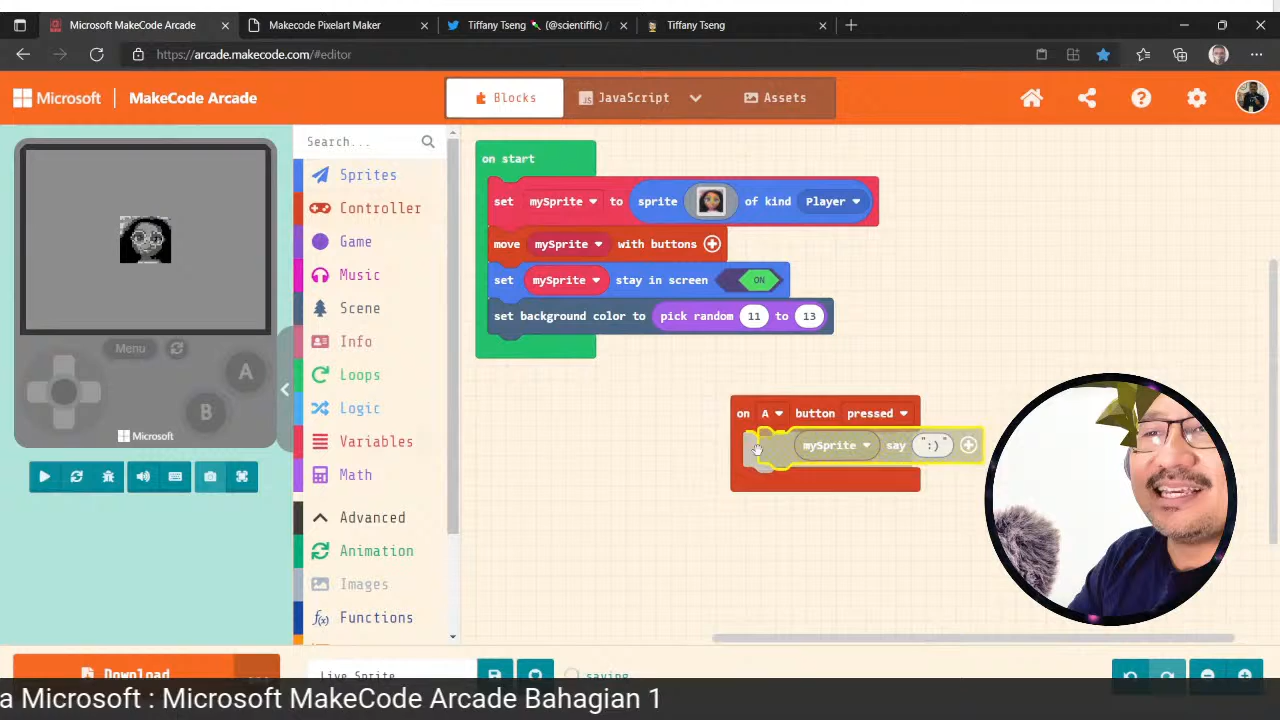 Microsoft MakeCode Arcade
Makecode Pixelart Maker
Tiffany Tseng 🏹 (@scientiffic) /
Tiffany Tseng
https://arcade.makecode.com/#editor
Microsoft
MakeCode Arcade
Blocks
JavaScript
Assets
Search...
Sprites
Controller
Game
Music
Scene
Info
Loops
Logic
Variables
Math
Advanced
Animation
Images
Functions
Menu
A
B
Microsoft
on start
set mySprite to sprite of kind Player
move mySprite with buttons
set mySprite stay in screen ON
set background color to pick random 11 to 13
on A button pressed
mySprite say ":)"
Download
Live Sprite
saving
a Microsoft : Microsoft MakeCode Arcade Bahagian 1